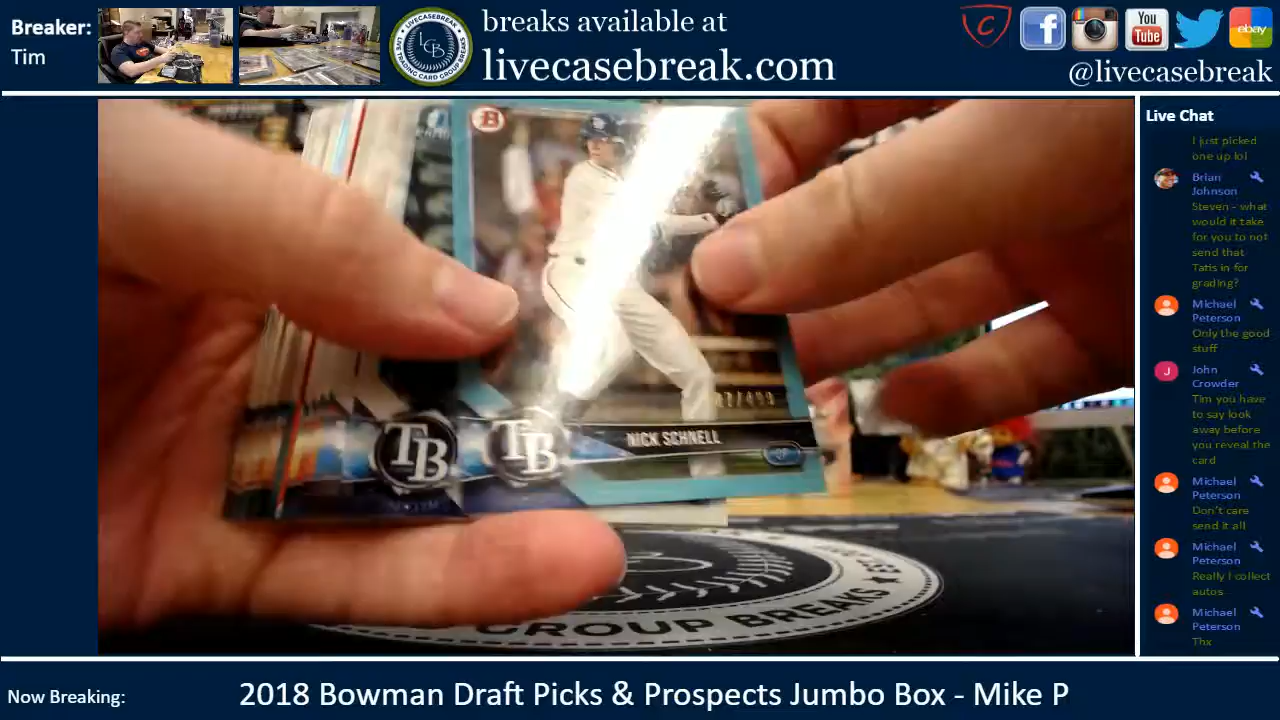 Breaker:
Tim
LCB
breaks available at
livecasebreak.com
You
Tube
ebay
@livecasebreak
B
TB
TB
NICK SCHNELL
GROUP BREAKS
Live Chat
I just picked
one up lol
Brian
Johnson
Steven - what
would it take
for you to not
send that
Tatis in for
grading?
Michael
Peterson
Only the good
stuff
J
John
Crowder
Tim you have
to say look
away before
you reveal the
card
Michael
Peterson
Don't care
send it all
Michael
Peterson
Really I collect
autos
Michael
Peterson
Thx
Now Breaking:
2018 Bowman Draft Picks & Prospects Jumbo Box - Mike P